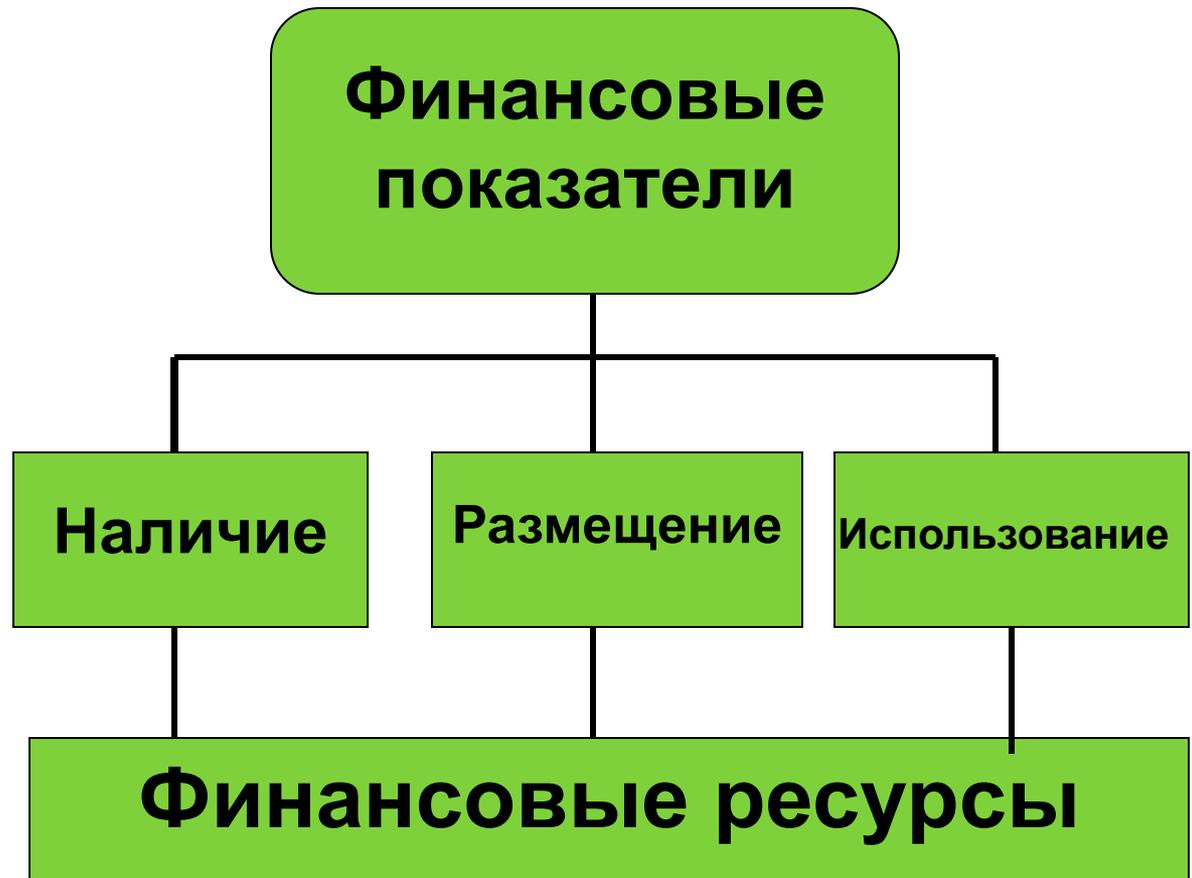 Финансовые
показатели
Наличие
Размещение
Использование
Финансовые ресурсы